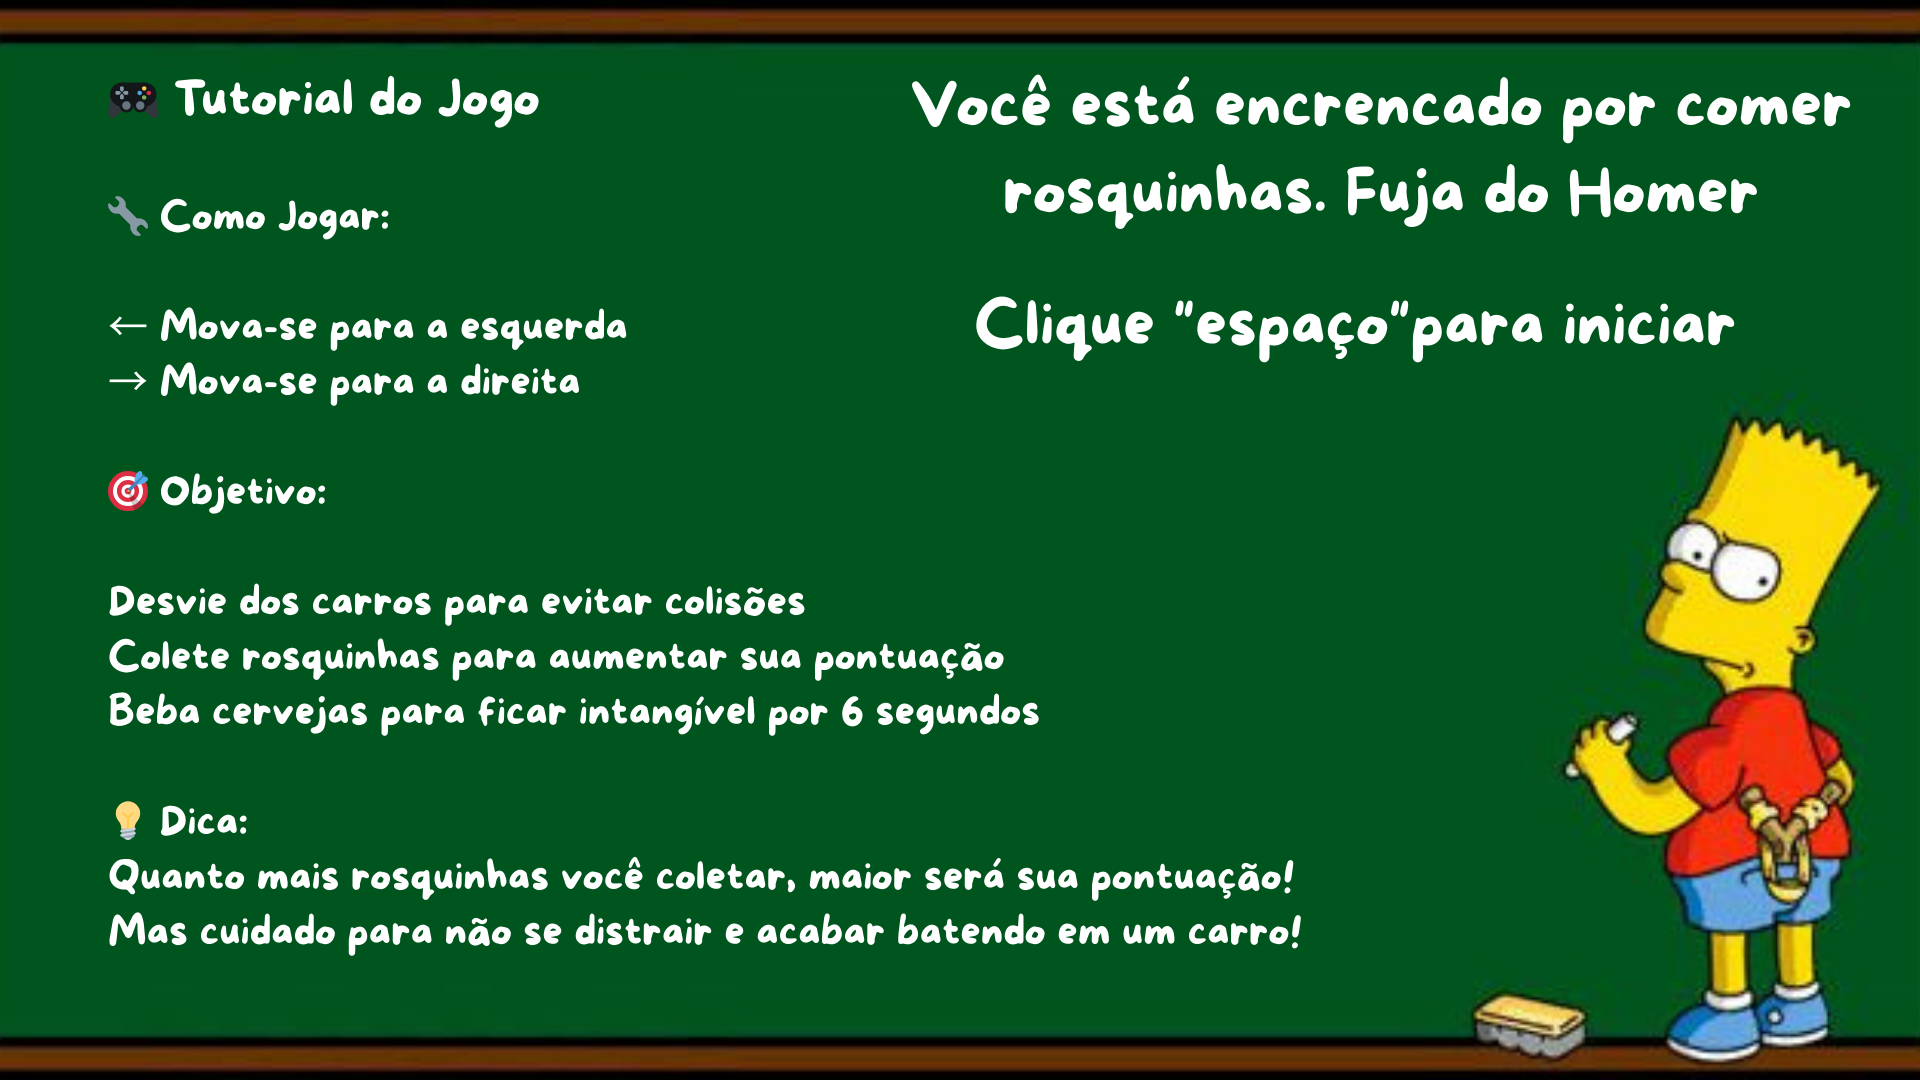 🎮 Tutorial do Jogo
🔧 Como Jogar:
← Mova-se para a esquerda
→ Mova-se para a direita
🎯 Objetivo:
Desvie dos carros para evitar colisões
Colete rosquinhas para aumentar sua pontuação
Beba cervejas para ficar intangível por 6 segundos
💡 Dica:
Quanto mais rosquinhas você coletar, maior será sua pontuação!
Mas cuidado para não se distrair e acabar batendo em um carro!
Você está encrencado por comer
rosquinhas. Fuja do Homer
Clique "espaço"para iniciar